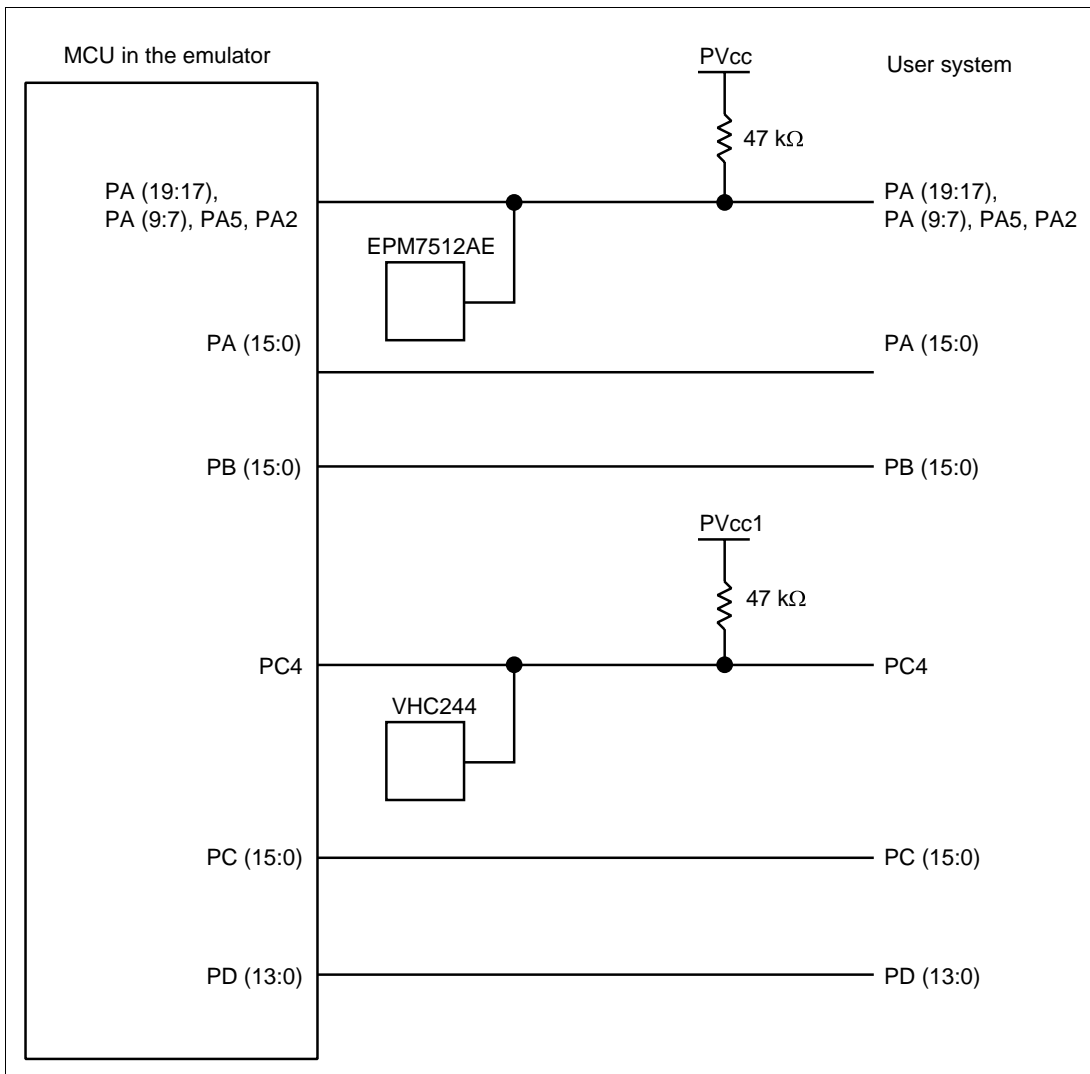 MCU in the emulator
PVcc
User system
47 kΩ
PA (19:17),
PA (9:7), PA5, PA2
PA (19:17),
PA (9:7), PA5, PA2
EPM7512AE
PA (15:0)
PA (15:0)
PB (15:0)
PB (15:0)
PVcc1
47 kΩ
PC4
PC4
VHC244
PC (15:0)
PC (15:0)
PD (13:0)
PD (13:0)